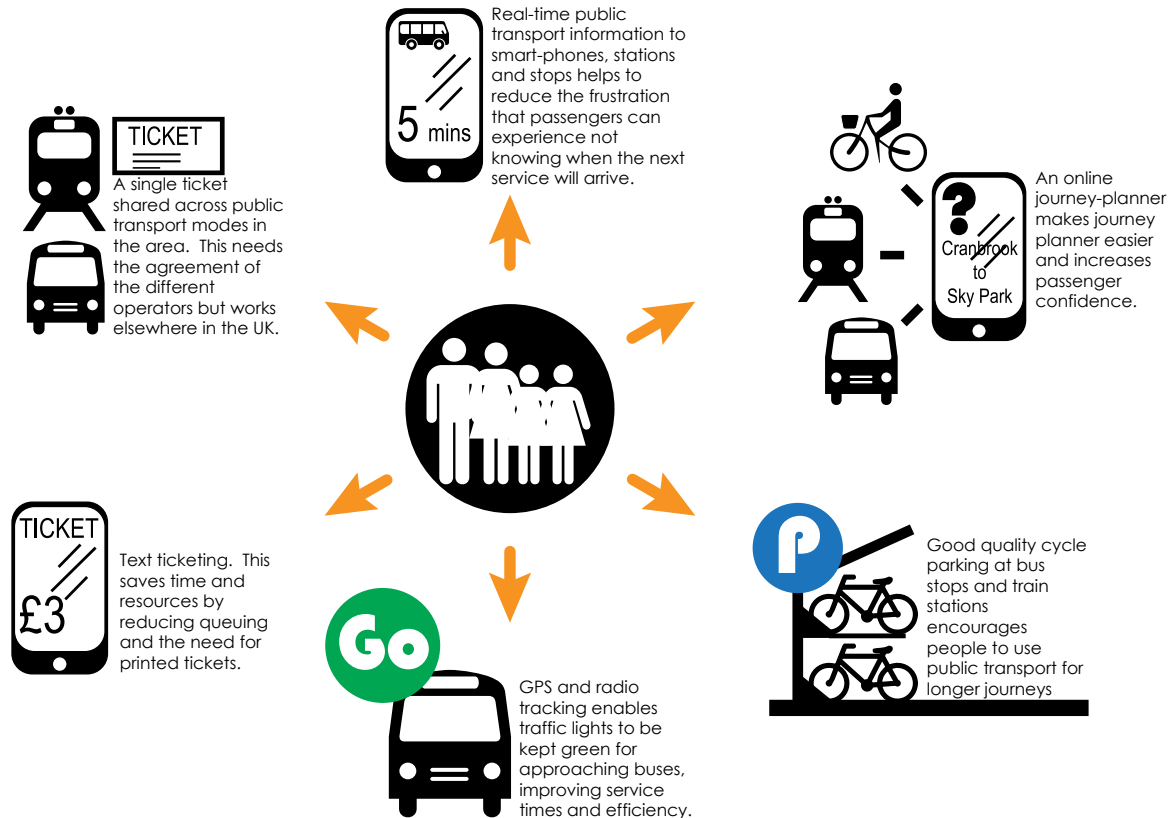 Real-time public
transport information to
smart-phones, stations
and stops helps to
reduce the frustration
that passengers can
experience not
knowing when the next
service will arrive.
5 mins
TICKET
A single ticket
shared across public
transport modes in
the area.  This needs
the agreement of
the different
operators but works
elsewhere in the UK.
?
Cranbrook
to
Sky Park
An online
journey-planner
makes journey
planner easier
and increases
passenger
confidence.
TICKET
£3
Text ticketing.  This
saves time and
resources by
reducing queuing
and the need for
printed tickets.
Go
GPS and radio
tracking enables
traffic lights to be
kept green for
approaching buses,
improving service
times and efficiency.
P
Good quality cycle
parking at bus
stops and train
stations
encourages
people to use
public transport for
longer journeys